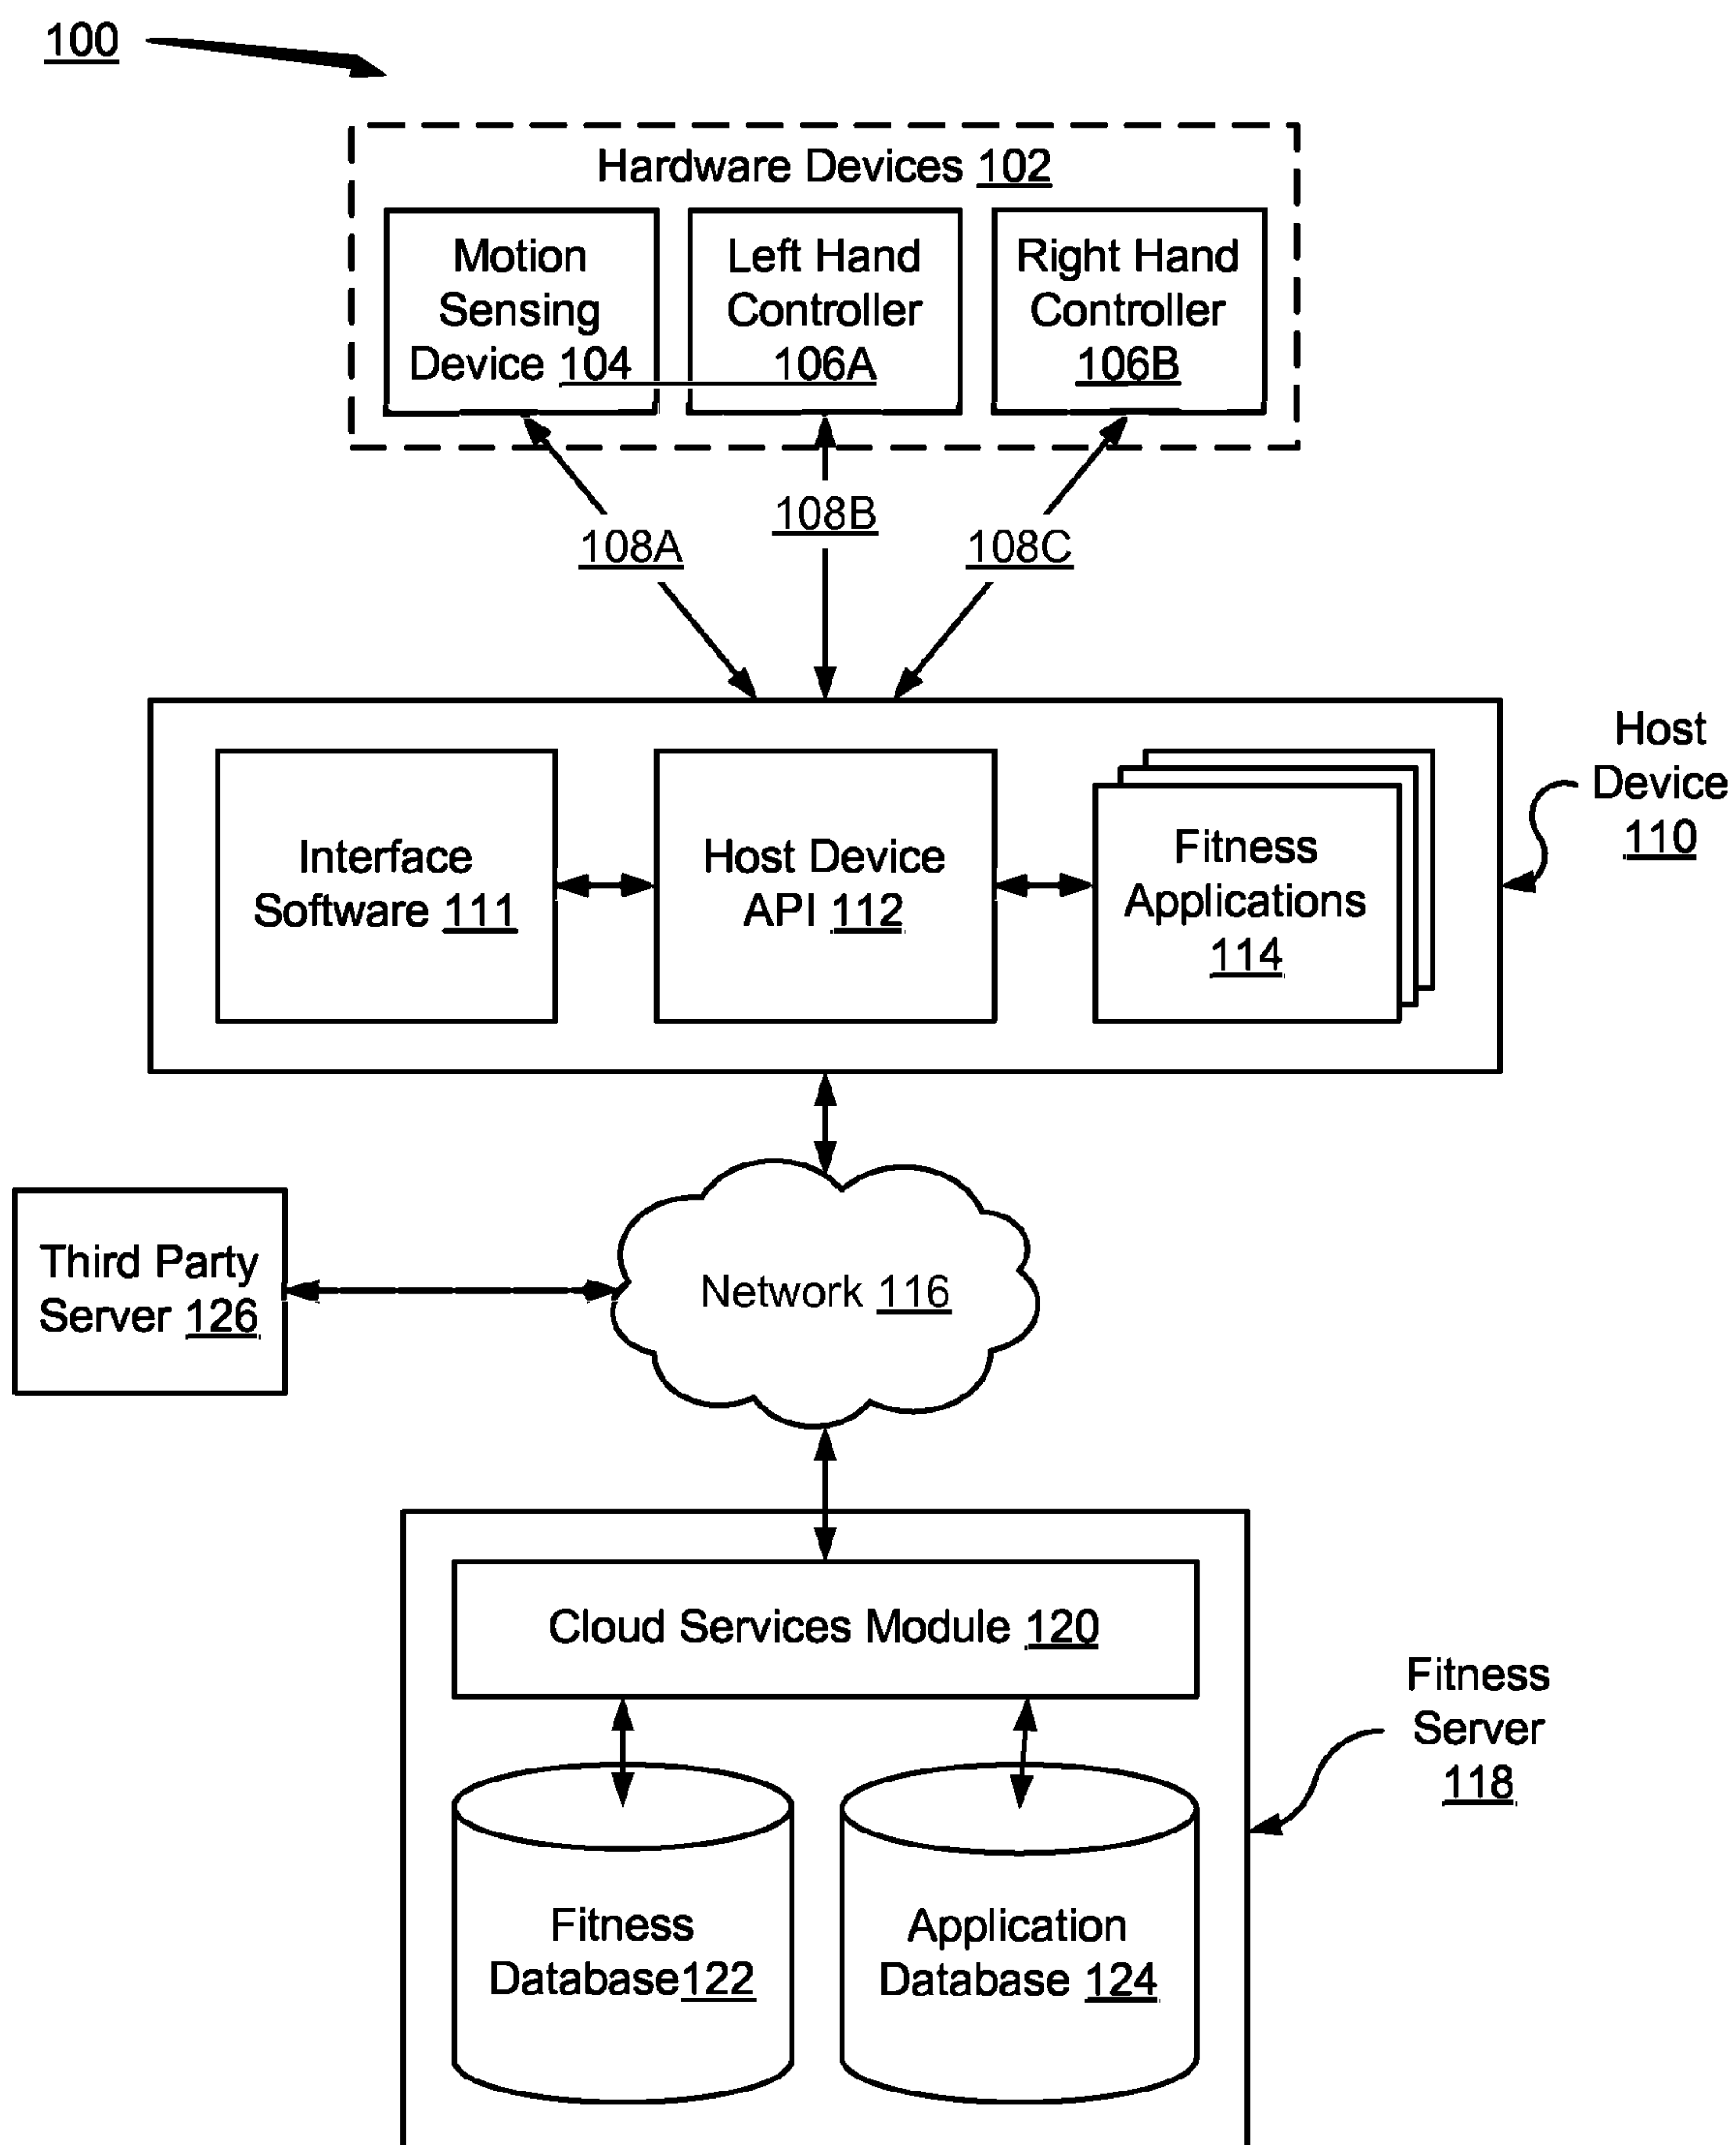 100
Hardware Devices 102
Motion
Sensing
Device 104
Left Hand
Controller
106A
Right Hand
Controller
106B
108A
108B
108C
Host
Device
110
Interface
Software 111
Host Device
API 112
Fitness
Applications
114
Third Party
Server 126
Network 116
Cloud Services Module 120
Fitness
Server
118
Fitness
Database122
Application
Database 124